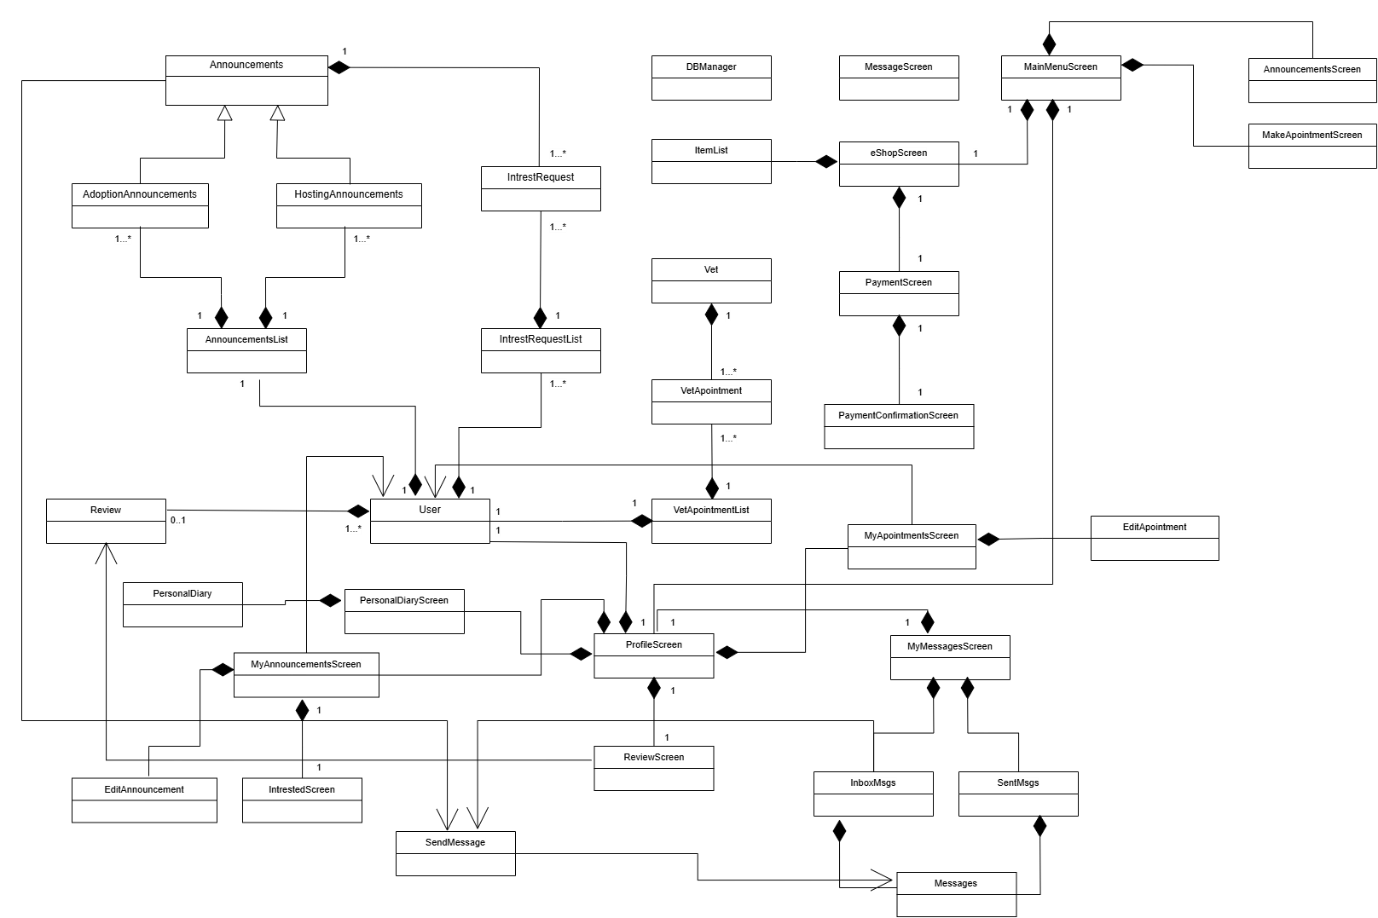 1
Announcements
DBManager
MessageScreen
MainMenuScreen
AnnouncementsScreen
1
1
MakeApointmentScreen
ItemList
eShopScreen
1
1...*
IntrestRequest
AdoptionAnnouncements
HostingAnnouncements
1
1...*
1...*
1...*
Vet
1
PaymentScreen
1
1
1
1
1
AnnouncementsList
IntrestRequestList
1...*
1
1...*
VetApointment
1
PaymentConfirmationScreen
1...*
1
1
1
1
Review
User
1
VetApointmentList
0..1
1...*
1
EditApointment
MyApointmentsScreen
PersonalDiary
PersonalDiaryScreen
1
1
1
ProfileScreen
MyMessagesScreen
MyAnnouncementsScreen
1
1
1
ReviewScreen
1
EditAnnouncement
IntrestedScreen
InboxMsgs
SentMsgs
SendMessage
Messages